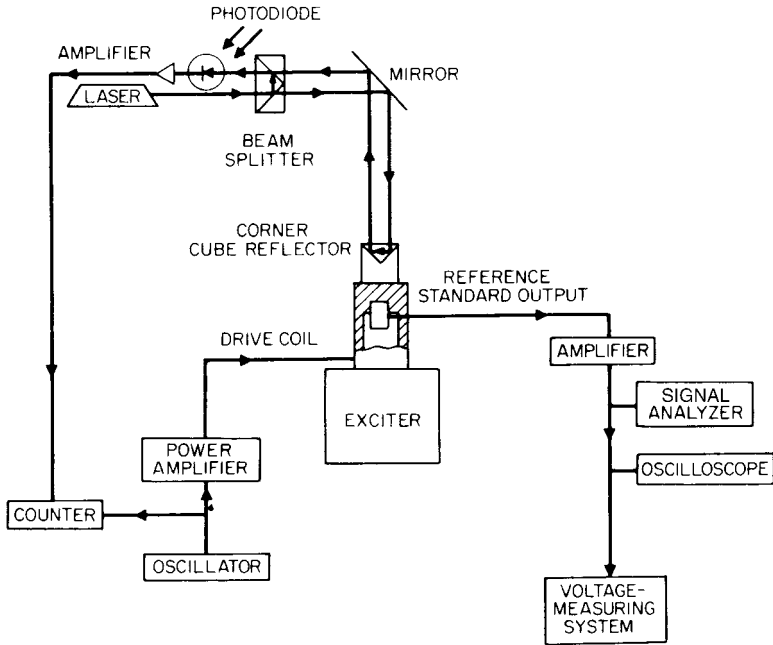 PHOTODIODE
AMPLIFIER
MIRROR
LASER
BEAM
SPLITTER
CORNER
CUBE REFLECTOR
REFERENCE
STANDARD OUTPUT
DRIVE COIL
AMPLIFIER
SIGNAL
ANALYZER
EXCITER
POWER
AMPLIFIER
OSCILLOSCOPE
COUNTER
OSCILLATOR
VOLTAGE-
MEASURING
SYSTEM